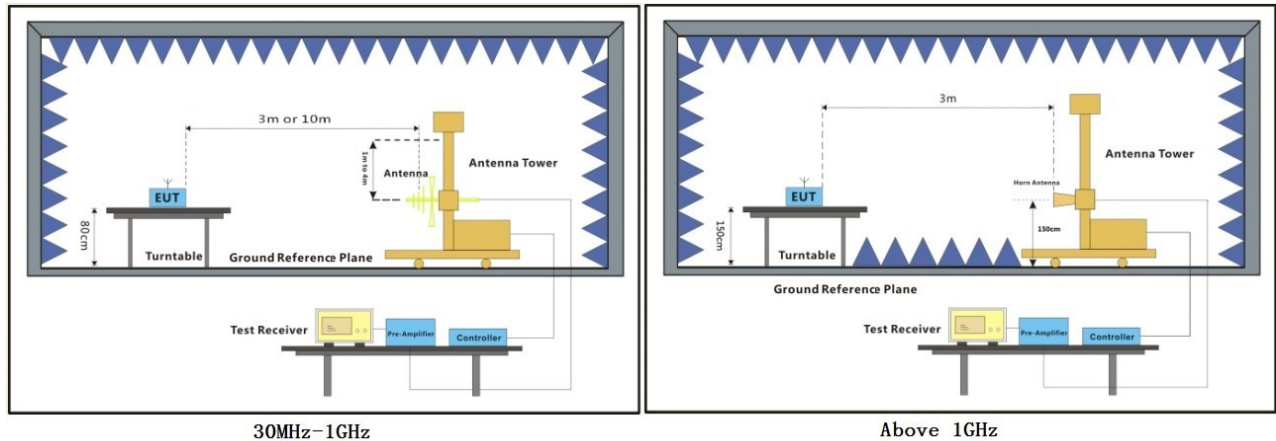 3m or 10m
1m to 4m
Antenna
Antenna Tower
EUT
80cm
Turntable
Ground Reference Plane
Test Receiver
Pre-Amplifier
Controller
30MHz-1GHz
3m
Antenna Tower
Horn Antenna
EUT
150cm
150cm
Turntable
Ground Reference Plane
Test Receiver
Pre-Amplifier
Controller
Above 1GHz